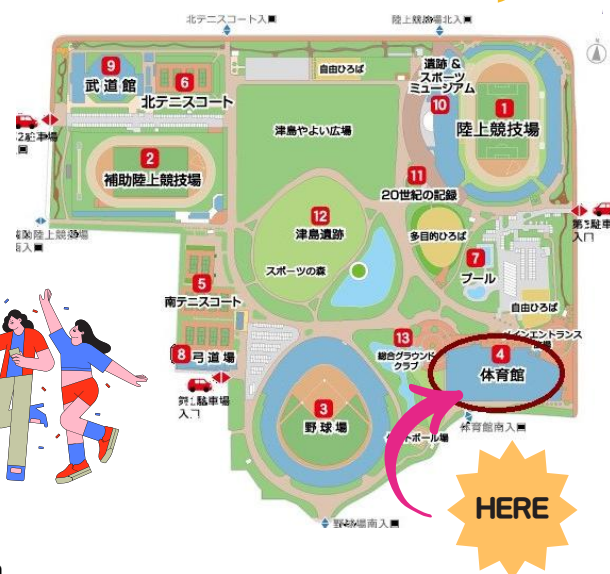 北テニスコート入口
陸上競技場北入口
9
武道館
6
北テニスコート
自由ひろば
遺跡 &
スポーツ
ミュージアム
10
1
陸上競技場
津島やよい広場
2
補助陸上競技場
11
20世紀の記録
12
津島遺跡
多目的ひろば
スポーツの森
7
プール
5
南テニスコート
自由ひろば
8
弓道場
13
総合グラウンド
クラブ
4
体育館
3
野球場
体育館南入口
野球場南入口
HERE